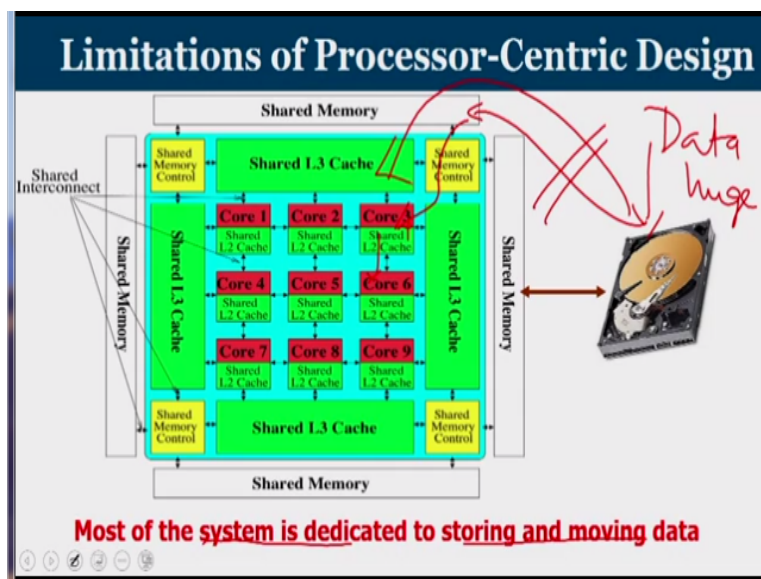 Limitations of Processor-Centric Design
Shared Memory
Data
huge
Shared
Memory
Control
Shared L3 Cache
Shared
Memory
Control
Shared
Interconnect
Shared Memory
Shared L3 Cache
Core 1
Shared
L2 Cache
Core 2
Shared
L2 Cache
Core 3
Shared
L2 Cache
Core 4
Shared
L2 Cache
Core 5
Shared
L2 Cache
Core 6
Shared
L2 Cache
Core 7
Shared
L2 Cache
Core 8
Shared
L2 Cache
Core 9
Shared
L2 Cache
Shared L3 Cache
Shared Memory
Shared
Memory
Control
Shared L3 Cache
Shared
Memory
Control
Shared Memory
Most of the system is dedicated to storing and moving data